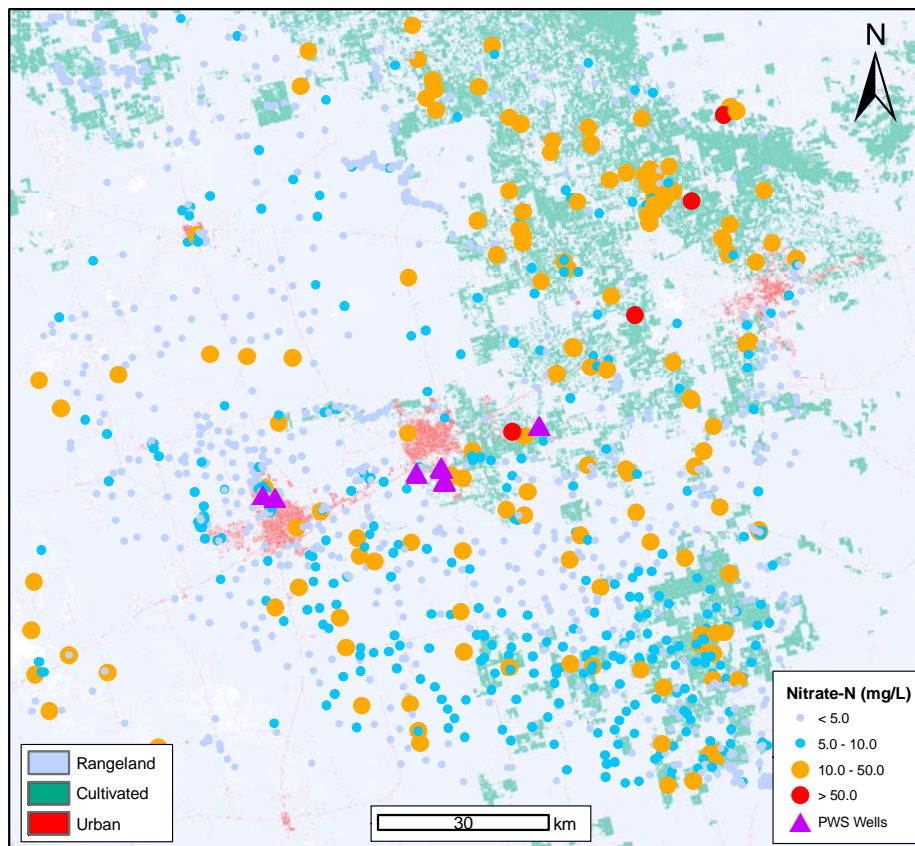 N
Nitrate-N (mg/L)
< 5.0
5.0 - 10.0
10.0 - 50.0
> 50.0
PWS Wells
Rangeland
Cultivated
Urban
30 km